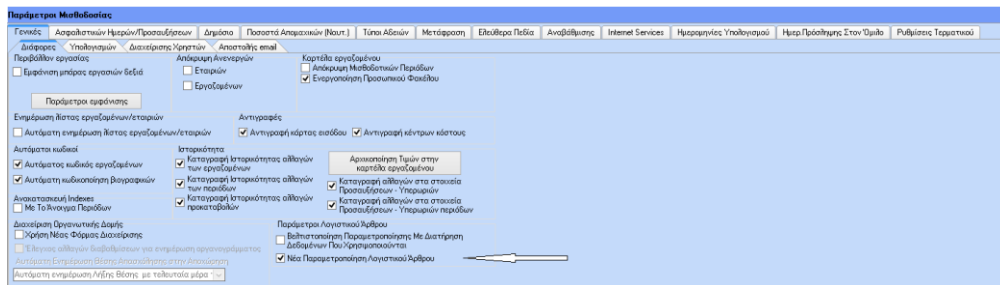 Παράμετροι Μισθοδοσίας
Γενικές Ασφαλιστικών Ημερών/Προσαυξήσεων Δημόσιο Ποσοστά Απομαχικών (Ναυτ.) Τύποι Αδειών Μετάφραση Ελεύθερα Πεδία Αναβάθμισης Internet Services Ημερομηνίες Υπολογισμού Ημερ.Πρόσληψης Στον Όμιλο Ρυθμίσεις Τερματικού
Διάφορες Υπολογισμών Διαχείρισης Χρηστών Αποστολής email
Περιβάλλον εργασίας Απόκρυψη Ανενεργών Καρτέλα εργαζομένου
Εμφάνιση μπάρας εργασιών δεξιά Εταιριών Απόκρυψη Μισθοδοτικών Περιόδων
Εργαζομένων Ενεργοποίηση Προσωπικού Φακέλου
Παράμετροι εμφάνισης
Ενημέρωση λίστας εργαζομένων/εταιριών Αντιγραφές
Αυτόματη ενημέρωση λίστας εργαζομένων/εταιριών Αντιγραφή κάρτας εισόδου Αντιγραφή κέντρων κόστους
Αυτόματοι κωδικοί Ιστορικότητα
Αυτόματος κωδικός εργαζομένων Καταγραφή Ιστορικότητας αλλαγών των εργαζομένων Αρχικοποίηση Τιμών στην καρτέλα εργαζομένου
Αυτόματη κωδικοποίηση βιογραφικών Καταγραφή Ιστορικότητας αλλαγών των περιόδων Καταγραφή αλλαγών στα στοιχεία Προσαυξήσεων - Υπερωριών
Ανακατασκευή Indexes Καταγραφή Ιστορικότητας αλλαγών προκαταβολών Καταγραφή αλλαγών στα στοιχεία Προσαυξήσεων - Υπερωριών περιόδων
Με Το Άνοιγμα Περιόδων
Διαχείριση Οργανωτικής Δομής Παράμετροι Λογιστικού Άρθρου
Χρήση Νέας Φόρμας Διαχείρισης Βελτιστοποίηση Παραμετροποίησης Με Διατήρηση Δεδομένων Που Χρησιμοποιούνται
Έλεγχος αλλαγών διαβαθμίσεων για ενημέρωση οργανογράμματος
Αυτόματη Ενημέρωση Θέσης Απασχόλησης στην Αποχώρηση Νέα Παραμετροποίηση Λογιστικού Άρθρου
Αυτόματη ενημέρωση Λήξης Θέσης με τελευταία μέρα